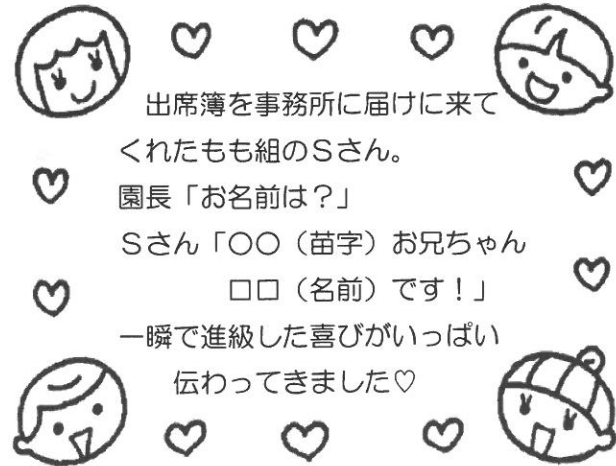 出席簿を事務所に届けに来て
くれたもも組のSさん。
園長「お名前は？」
Sさん「○○（苗字）お兄ちゃん
□□（名前）です！」
一瞬で進級した喜びがいっぱい
伝わってきました♡